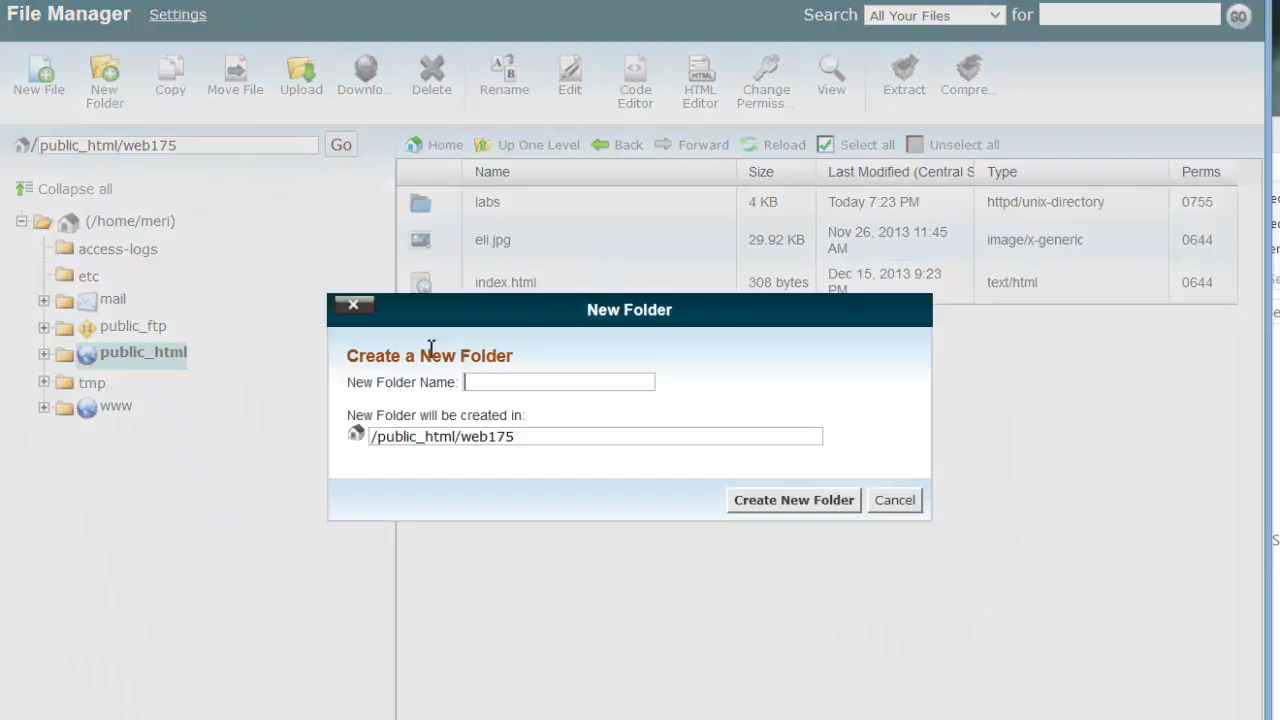 File Manager Settings
Search All Your Files for GO
New File New Folder Copy Move File Upload Downlo... Delete Rename Edit Code Editor HTML Editor Change Permiss... View Extract Compre...
/public_html/web175 Go
Home Up One Level Back Forward Reload Select all Unselect all
Collapse all
(/home/meri)
access-logs
etc
mail
public_ftp
public_html
tmp
www
Name Size Last Modified (Central S Type Perms
labs 4 KB Today 7:23 PM httpd/unix-directory 0755
eli.jpg 29.92 KB Nov 26, 2013 11:45 AM image/x-generic 0644
index.html 308 bytes Dec 15, 2013 9:23 PM text/html 0644
New Folder
Create a New Folder
New Folder Name:
New Folder will be created in:
/public_html/web175
Create New Folder Cancel